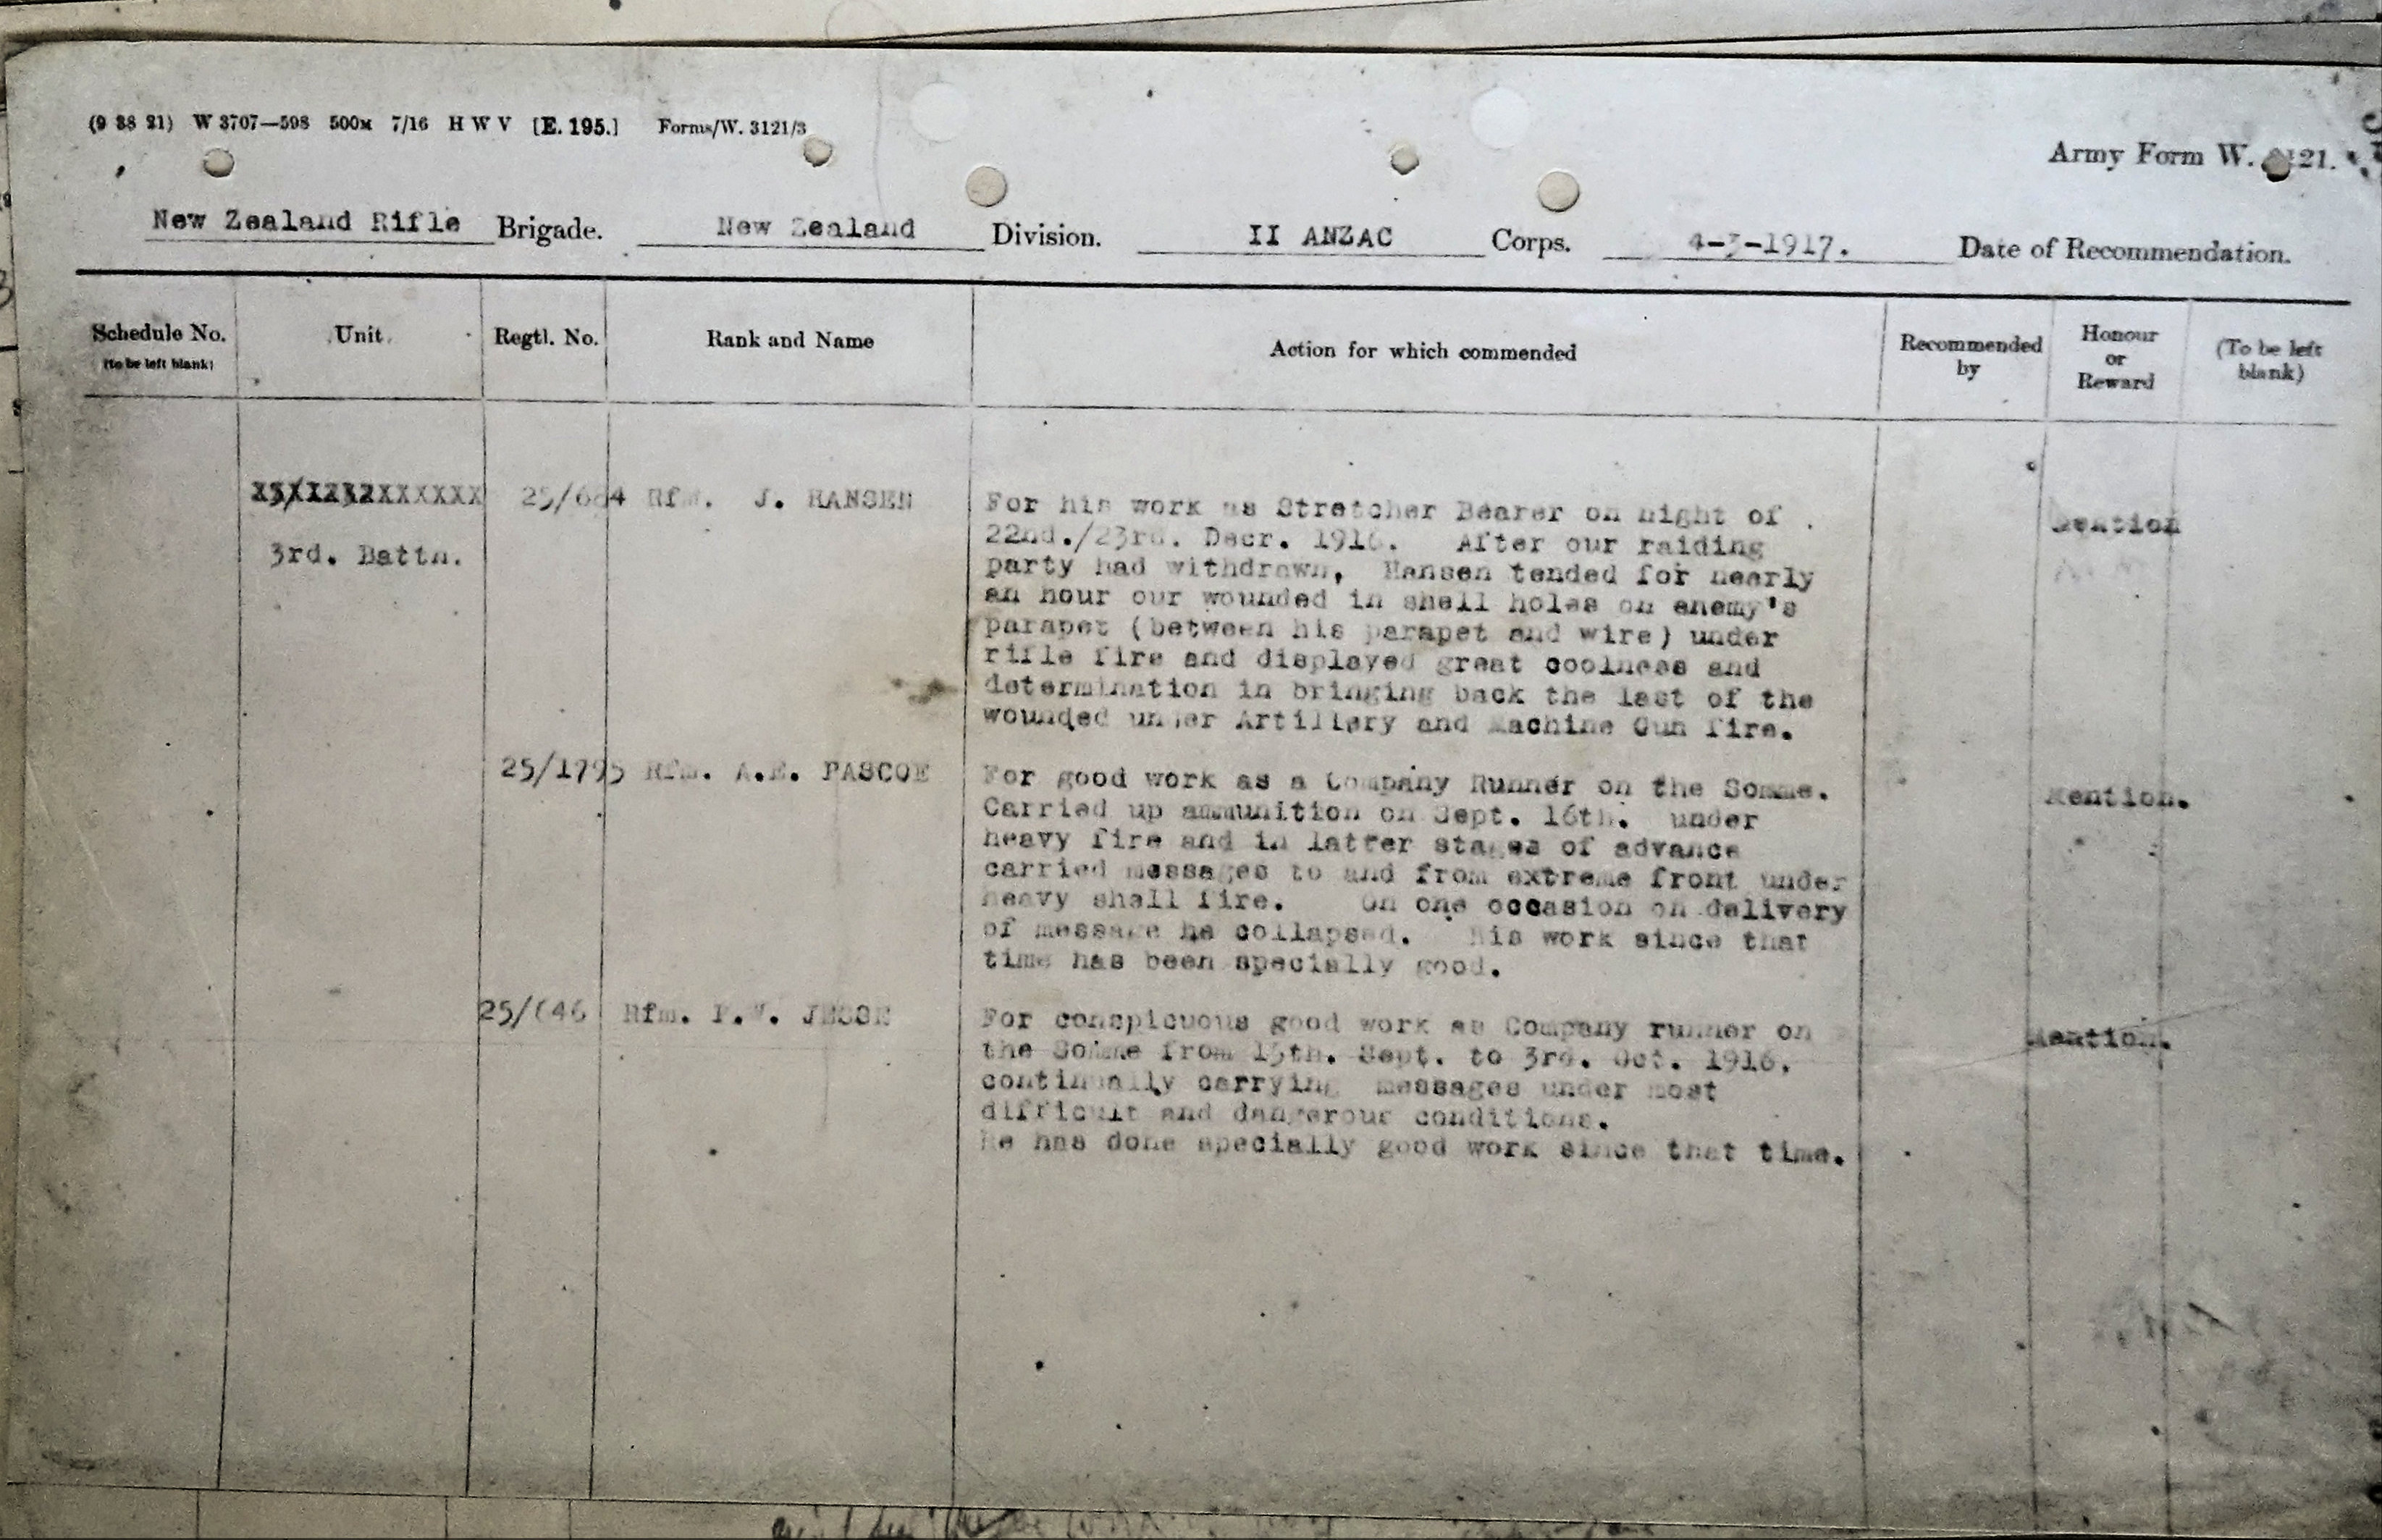 (9 38 21) W 3707—598 500M 7/16 H W V [E. 195.] Forms/W. 3121/3
Army Form W. 3121.
New Zealand Rifle Brigade. New Zealand Division. II ANZAC Corps. 4-3-1917. Date of Recommendation.
Schedule No. (To be left blank) Unit Regtl. No. Rank and Name Action for which commended Recommended by Honour or Reward (To be left blank)
25/684 Rfm. J. HANSEN
3rd. Battn.
For his work as Stretcher Bearer on night of
22nd./23rd. Decr. 1916. After our raiding
party had withdrawn, Hansen tended for nearly
an hour our wounded in shell holes on enemy's
parapet (between his parapet and wire) under
rifle fire and displayed great coolness and
determination in bringing back the last of the
wounded under Artillery and Machine Gun fire.
Mention
25/1795 Rfm. A.E. PASCOE
For good work as a Company Runner on the Somme.
Carried up ammunition on Sept. 16th. under
heavy fire and in latter stages of advance
carried messages to and from extreme front under
heavy shell fire. On one occasion on delivery
of message he collapsed. His work since that
time has been specially good.
Mention.
Rfm. JESSE
For conspicuous good work as Company runner on
the Somme from 15th. Sept. to 3rd. Oct. 1916.
continually carrying messages under most
difficult and dangerous conditions.
He has done specially good work since that time.
Mention.